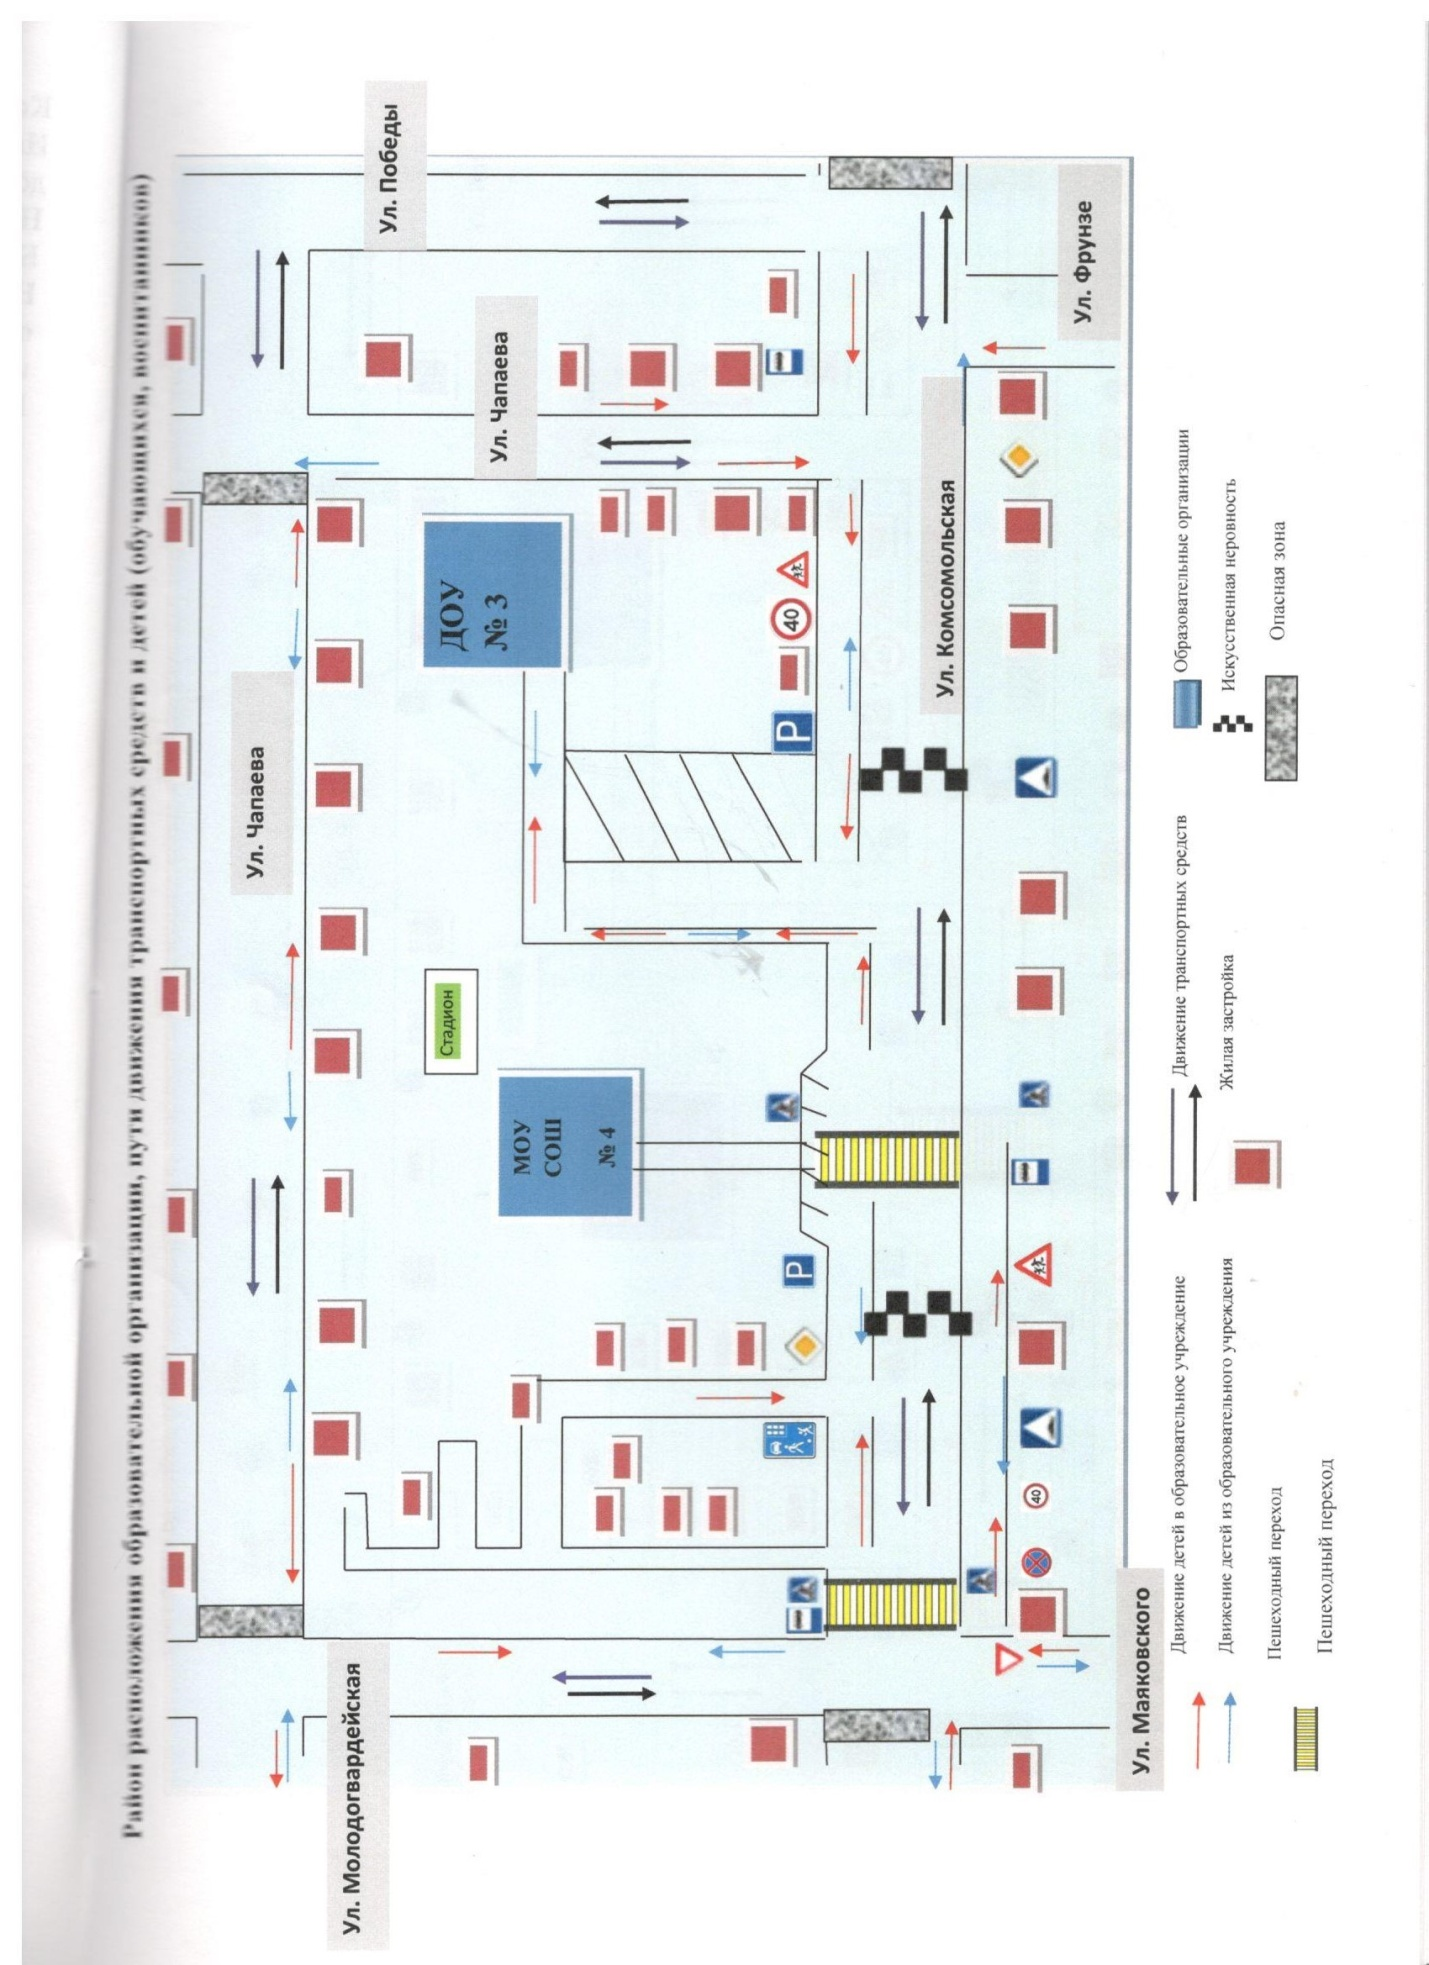 Район расположения образовательной организации, пути движения транспортных средств и детей (обучающихся, воспитанников)
Ул. Победы
Ул. Чапаева
Ул. Чапаева
ДОУ
№ 3
40
P
Ул. Фрунзе
Ул. Комсомольская
Стадион
МОУ
СОШ
№ 4
P
40
Ул. Молодогвардейская
Ул. Маяковского
Движение детей в образовательное учреждение
Движение детей из образовательного учреждения
Пешеходный переход
Пешеходный переход
Движение транспортных средств
Жилая застройка
Образовательные организации
Искусственная неровность
Опасная зона